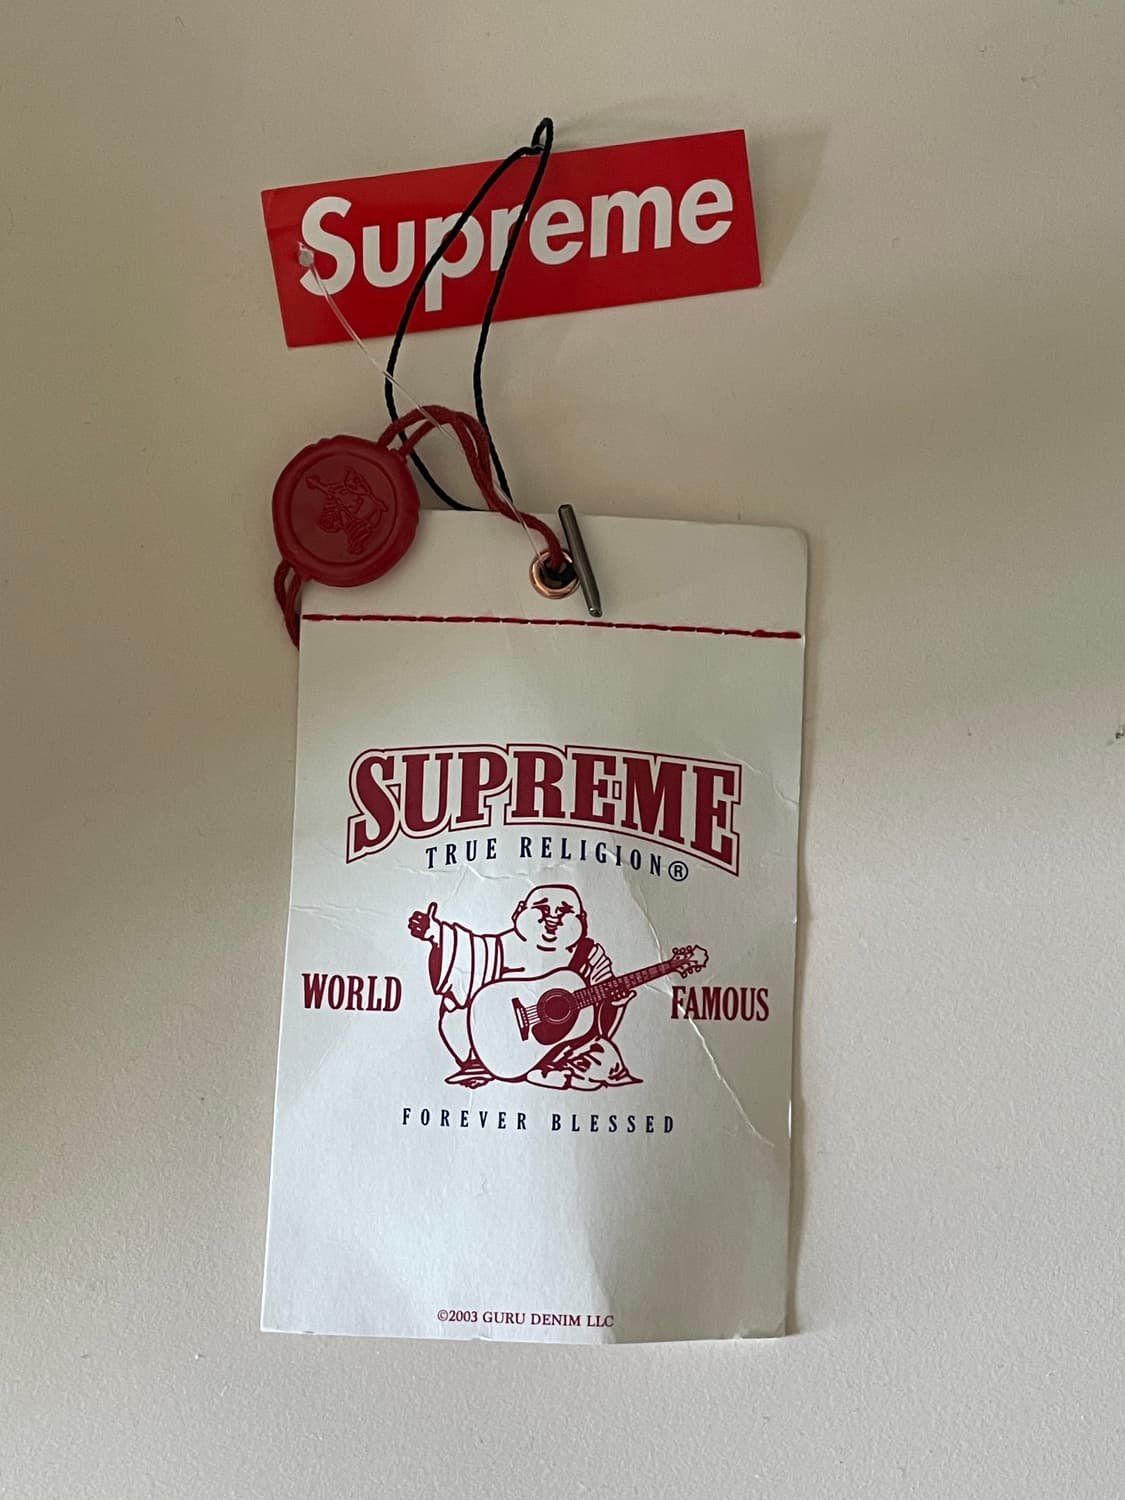 Supreme
SUPREME
TRUE RELIGION®
WORLD FAMOUS
FOREVER BLESSED
©2003 GURU DENIM LLC